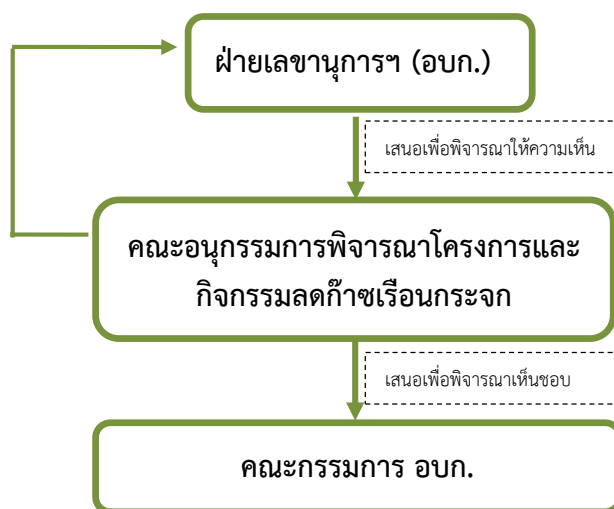 ฝ่ายเลขานุการฯ (อบก.)
เสนอเพื่อพิจารณาให้ความเห็น
คณะอนุกรรมการพิจารณาโครงการและ
กิจกรรมลดก๊าซเรือนกระจก
เสนอเพื่อพิจารณาเห็นชอบ
คณะกรรมการ อบก.